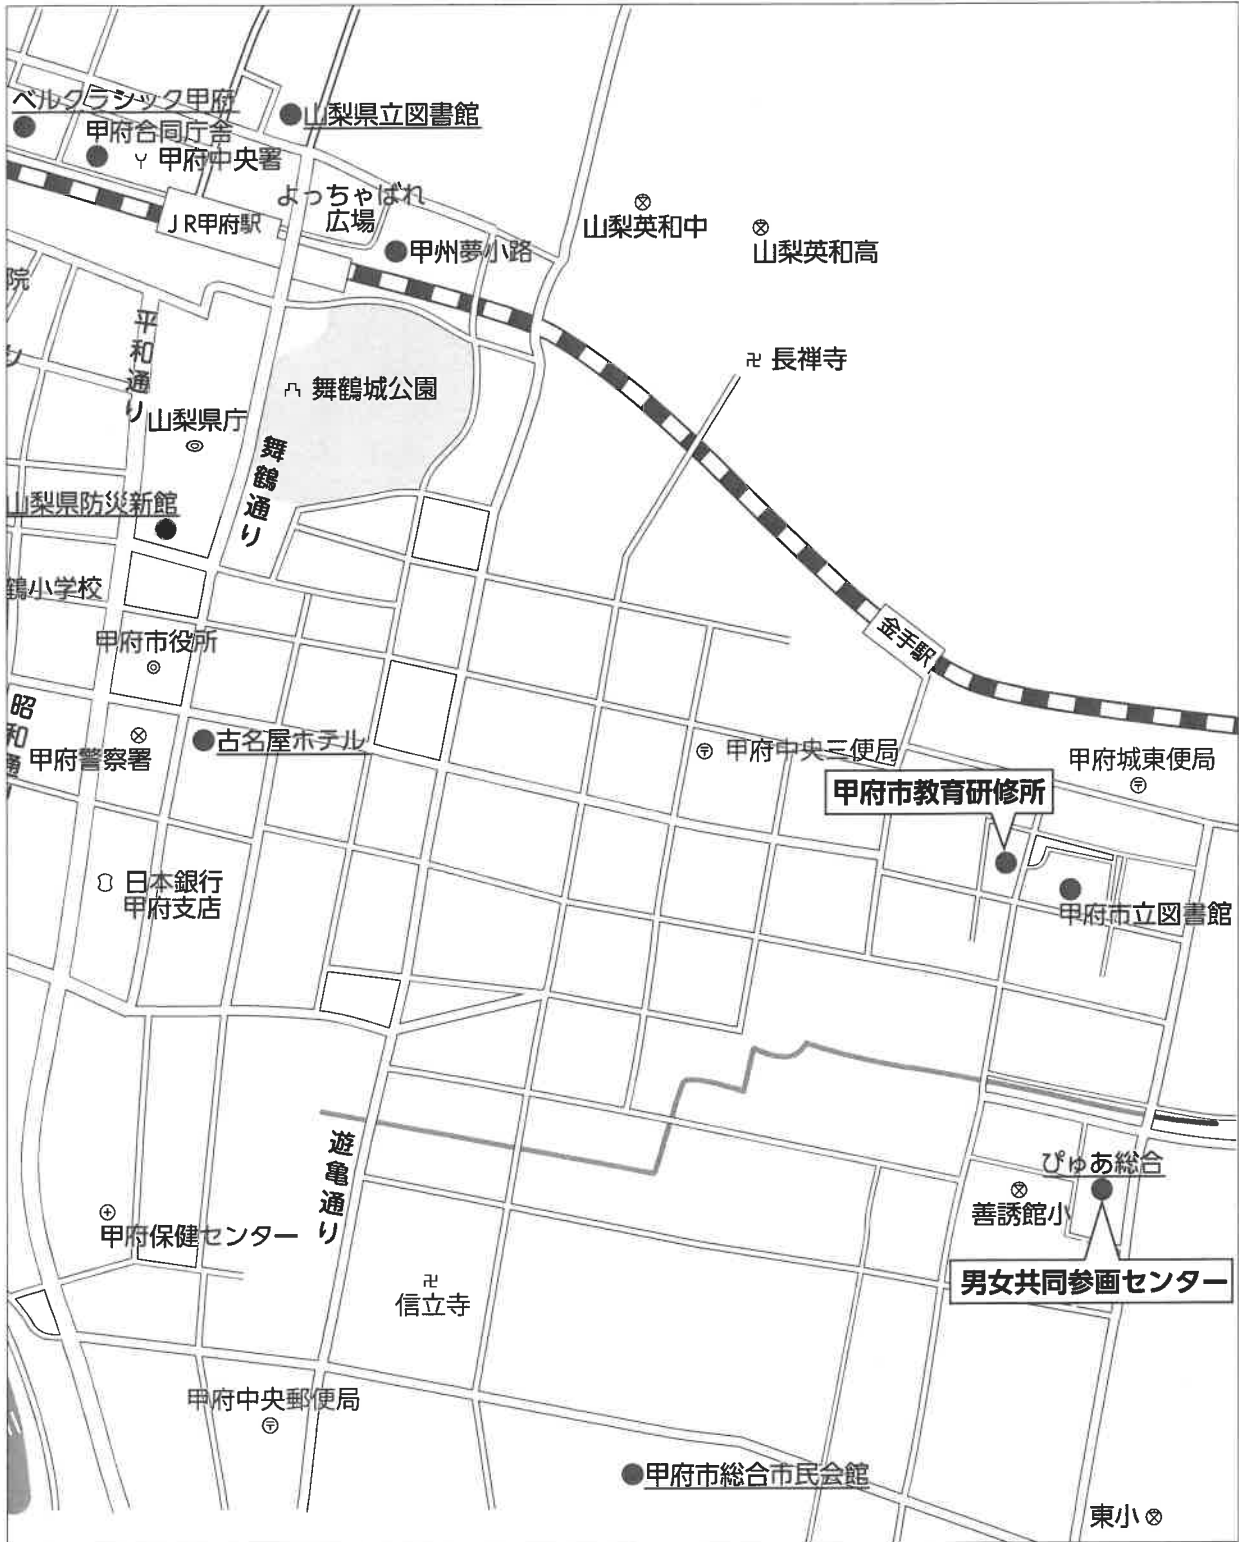 ベルクラシック甲府
山梨県立図書館
甲府合同庁舎
甲府中央署
よっちゃばれ
広場
JR甲府駅
甲州夢小路
山梨英和中
山梨英和高
院
平和通り
長禅寺
舞鶴城公園
山梨県庁
舞鶴通り
山梨県防災新館
鶴小学校
甲府市役所
金手駅
昭和通
甲府警察署
古名屋ホテル
甲府中央三便局
甲府城東便局
甲府市教育研修所
日本銀行
甲府支店
甲府市立図書館
遊亀通り
ぴゅあ総合
善誘館小
甲府保健センター
男女共同参画センター
信立寺
甲府中央郵便局
甲府市総合市民会館
東小